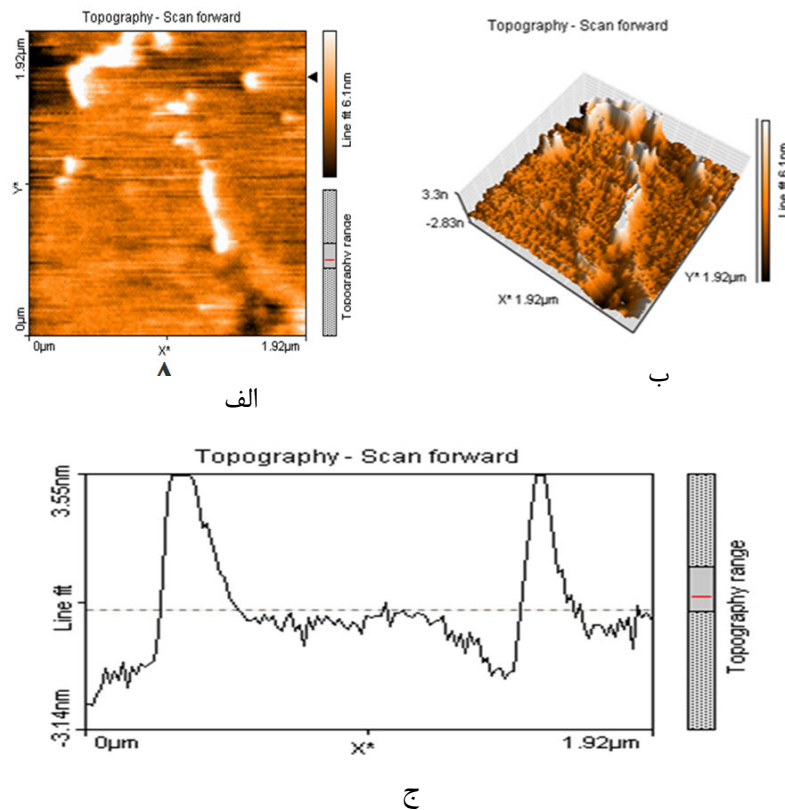 Topography - Scan forward
1.92µm
Y*
0µm
0µm
X*
1.92µm
Line fit 6.1nm
Topography range
الف
Topography - Scan forward
3.3n
-2.83n
X* 1.92µm
Y* 1.92µm
Line fit 6.1nm
ب
Topography - Scan forward
3.55nm
Line fit
-3.14nm
0µm
X*
1.92µm
Topography range
ج